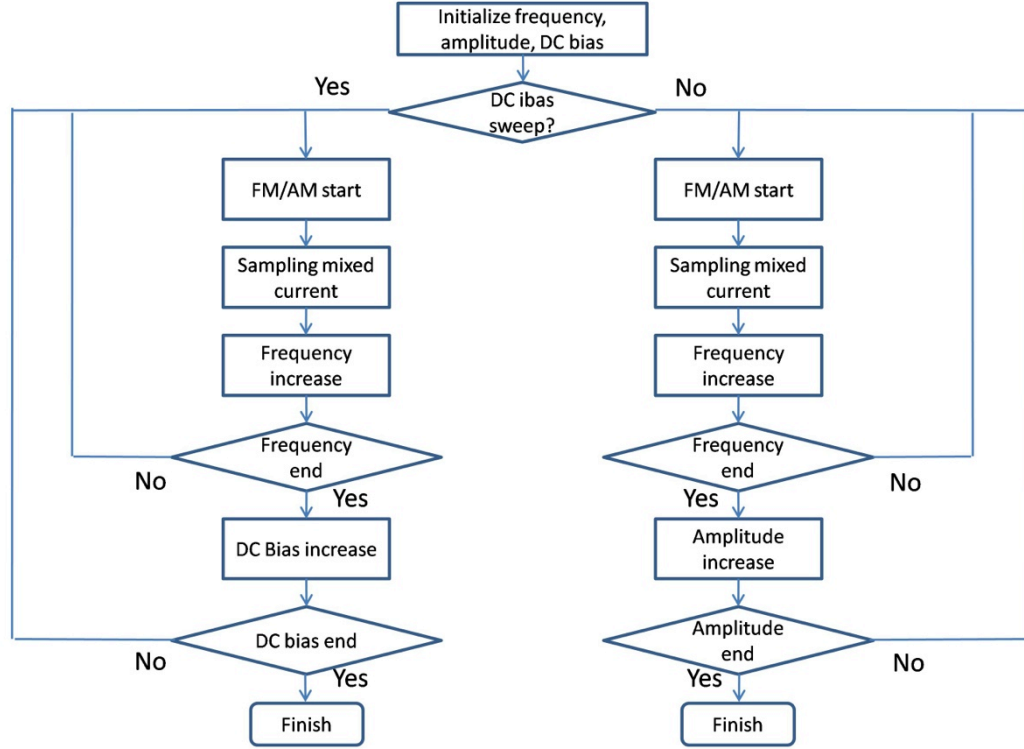 Initialize frequency,
amplitude, DC bias
Yes
DC ibas
sweep?
No
FM/AM start
Sampling mixed
current
Frequency
increase
Frequency
end
No
Yes
DC Bias increase
DC bias end
No
Yes
Finish
FM/AM start
Sampling mixed
current
Frequency
increase
Frequency
end
No
Yes
Amplitude
increase
Amplitude
end
No
Yes
Finish